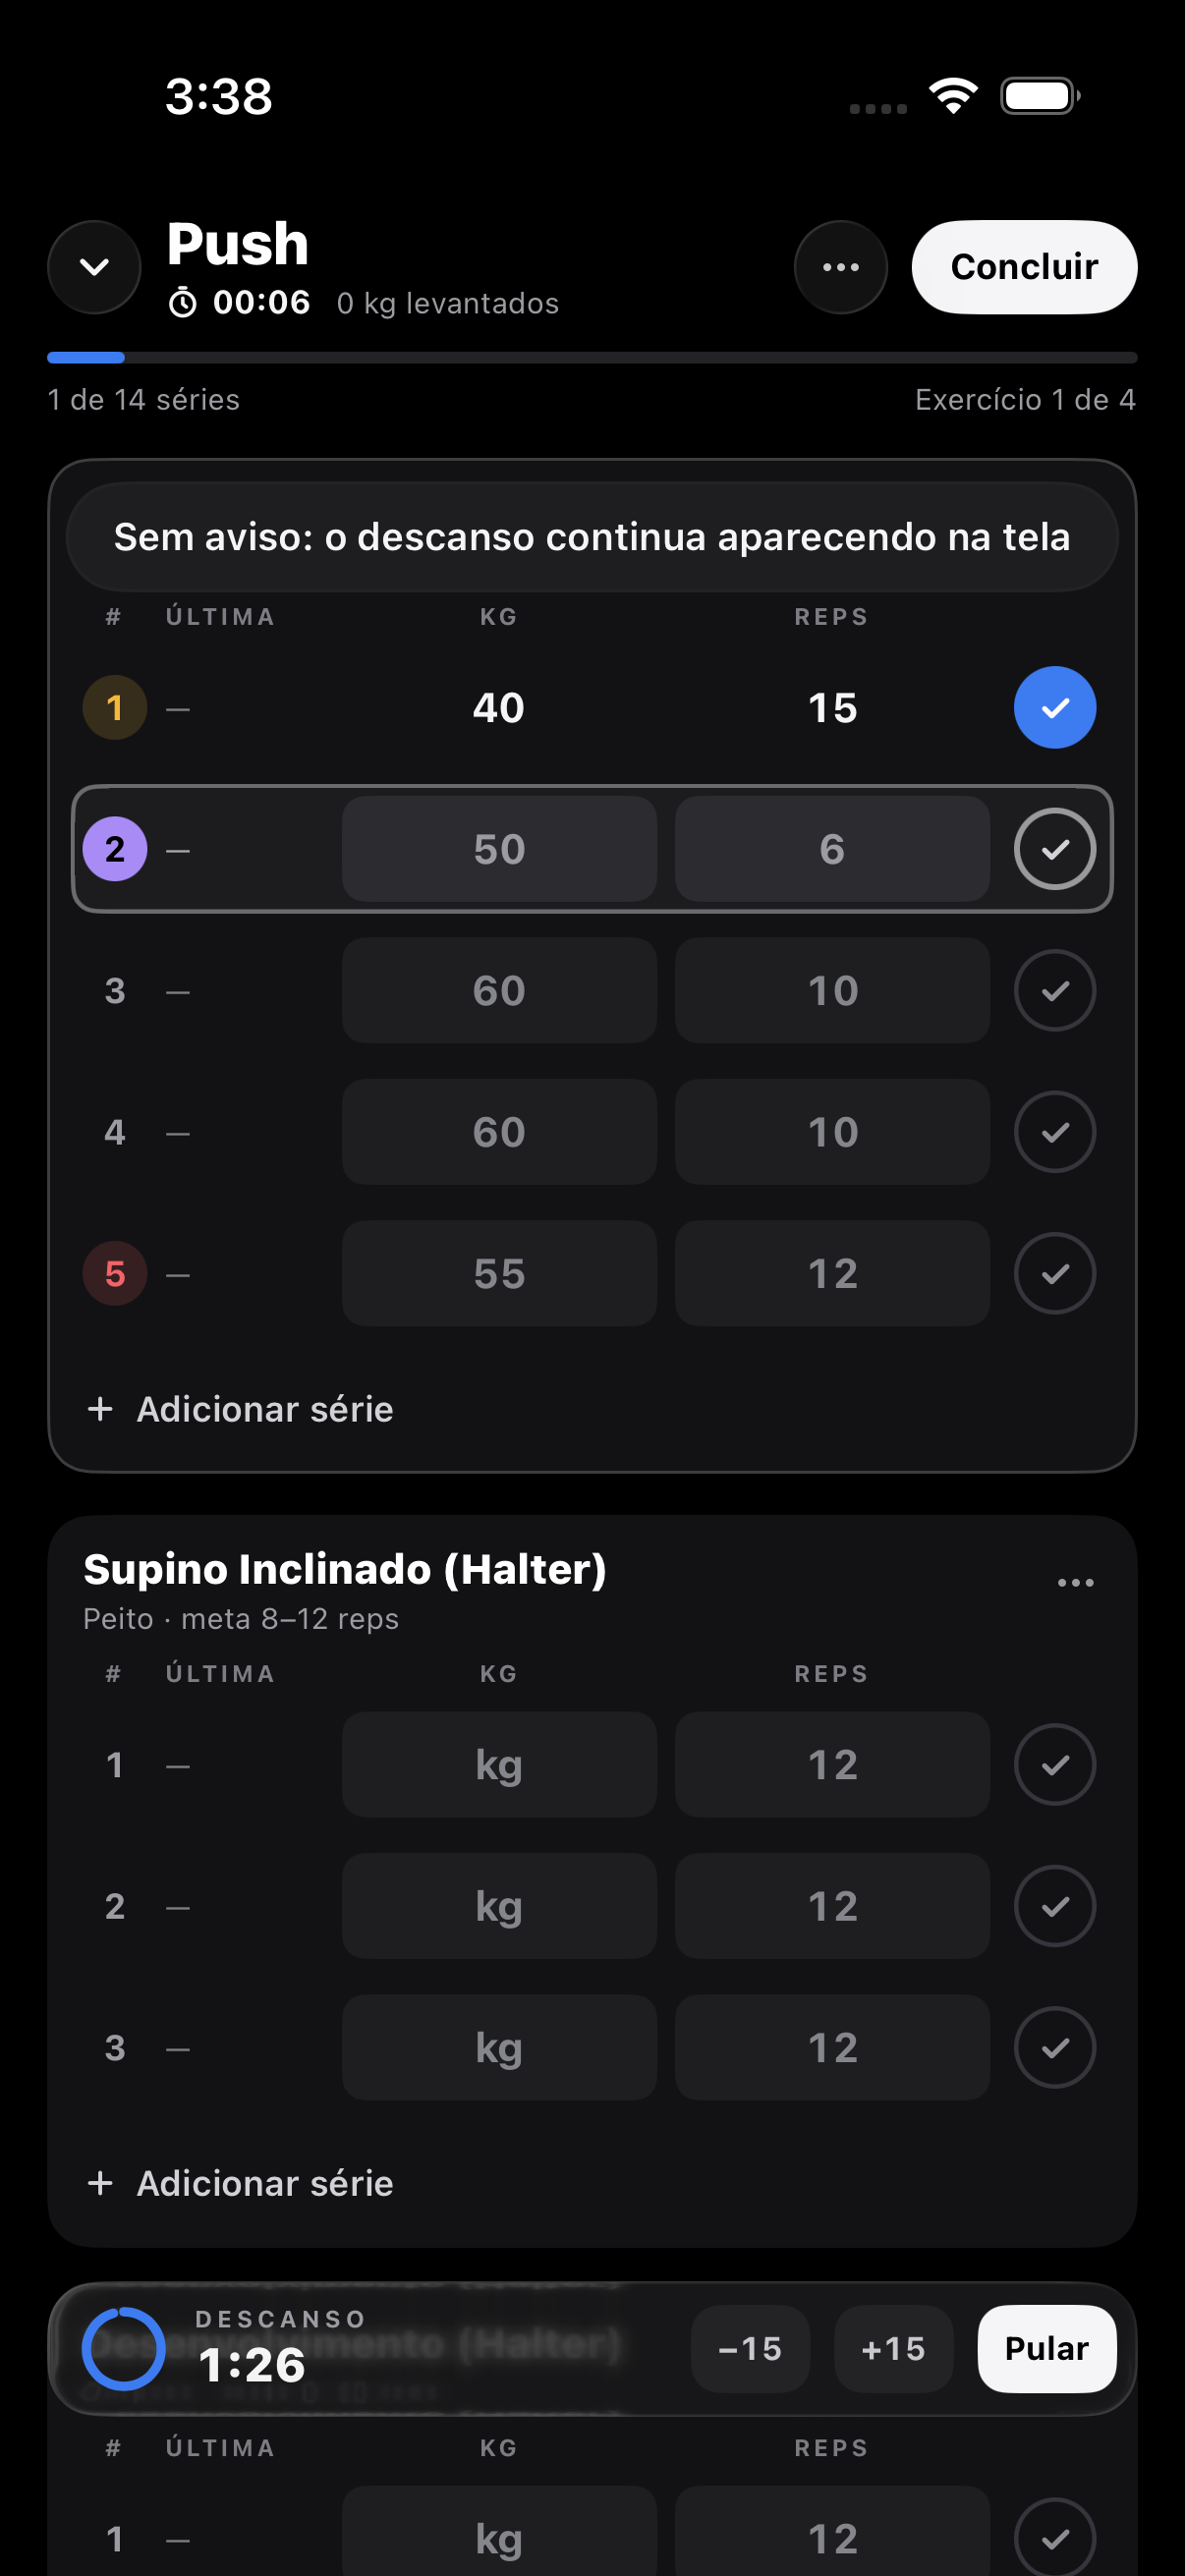 3:38
Push
00:06 0 kg levantados
Concluir
1 de 14 séries
Exercício 1 de 4
Sem aviso: o descanso continua aparecendo na tela
# ÚLTIMA KG REPS
1 — 40 15
2 — 50 6
3 — 60 10
4 — 60 10
5 — 55 12
+ Adicionar série
Supino Inclinado (Halter)
Peito · meta 8–12 reps
# ÚLTIMA KG REPS
1 — kg 12
2 — kg 12
3 — kg 12
+ Adicionar série
DESCANSO
1:26
−15 +15 Pular
(Halter)
# ÚLTIMA KG REPS
1 — kg 12